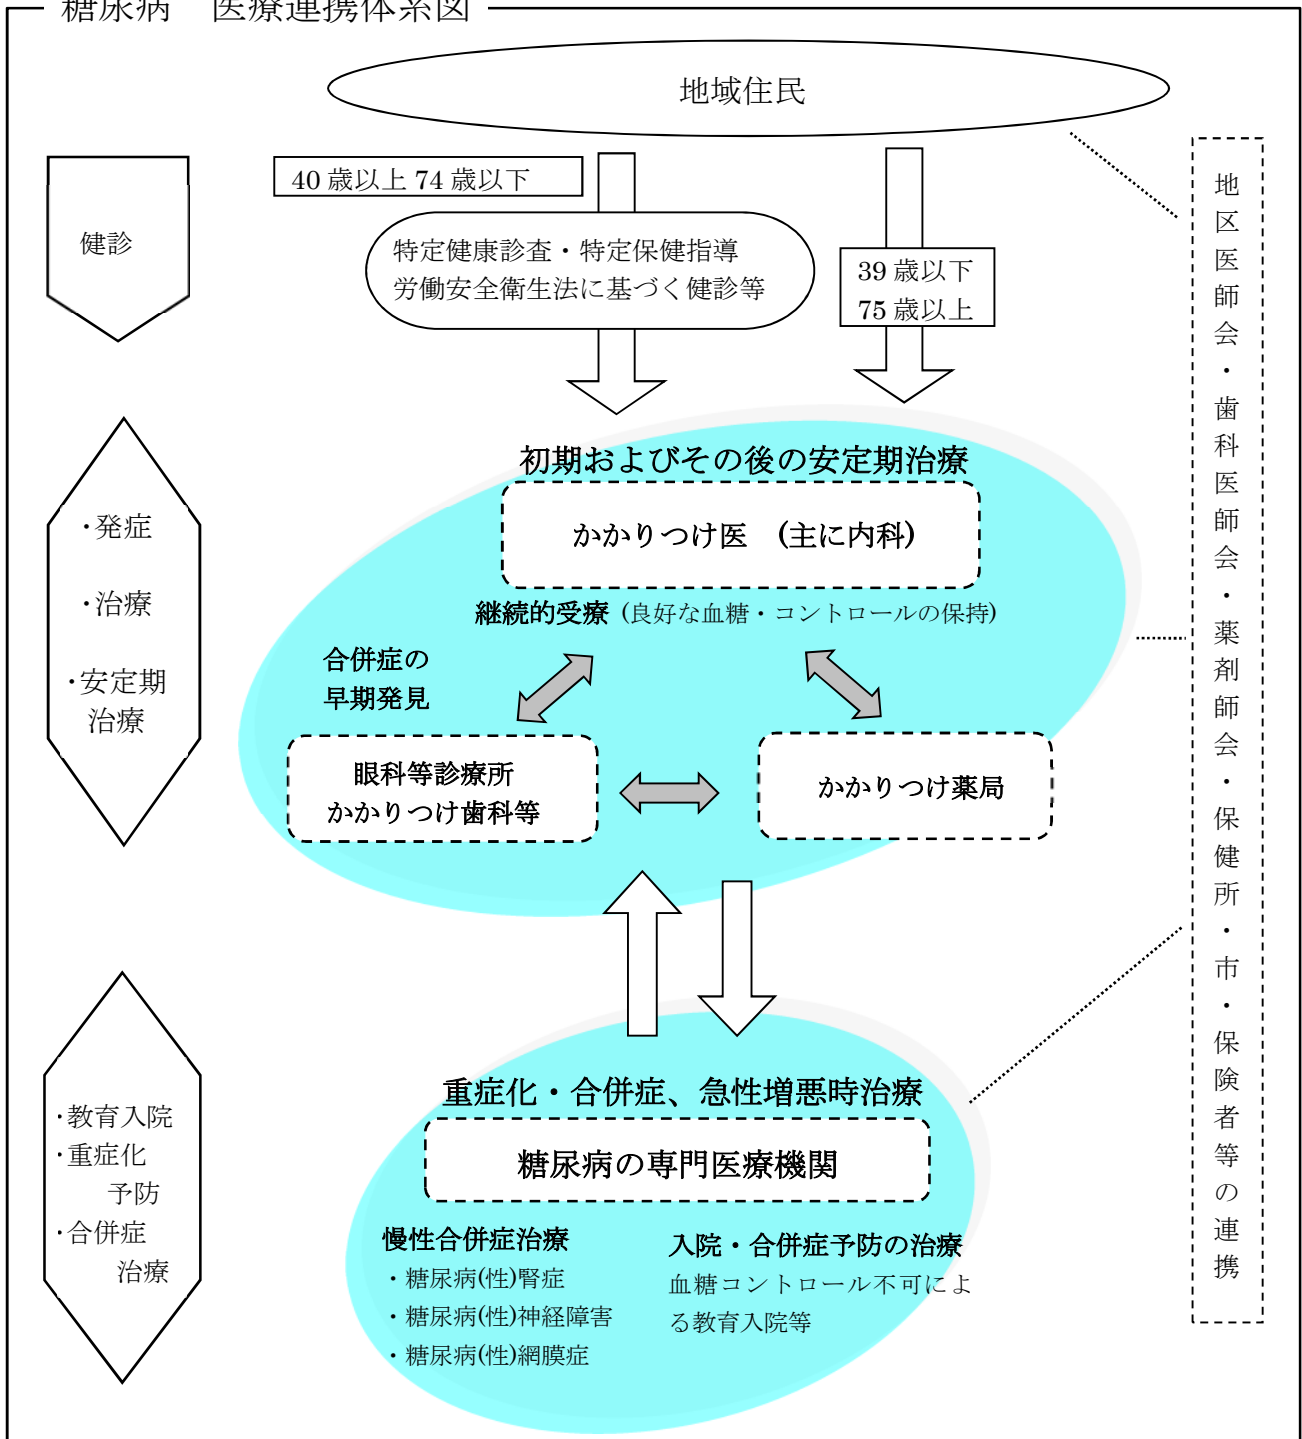 糖尿病　医療連携体系図
地域住民
40 歳以上 74 歳以下
健診
特定健康診査・特定保健指導
労働安全衛生法に基づく健診等
39 歳以下
75 歳以上
初期およびその後の安定期治療
かかりつけ医　(主に内科)
継続的受療 (良好な血糖・コントロールの保持)
・発症
・治療
・安定期
治療
合併症の
早期発見
眼科等診療所
かかりつけ歯科等
かかりつけ薬局
重症化・合併症、急性増悪時治療
糖尿病の専門医療機関
・教育入院
・重症化
予防
・合併症
治療
慢性合併症治療
・糖尿病(性)腎症
・糖尿病(性)神経障害
・糖尿病(性)網膜症
入院・合併症予防の治療
血糖コントロール不可によ
る教育入院等
地区医師会・歯科医師会・薬剤師会・保健所・市・保険者等の連携